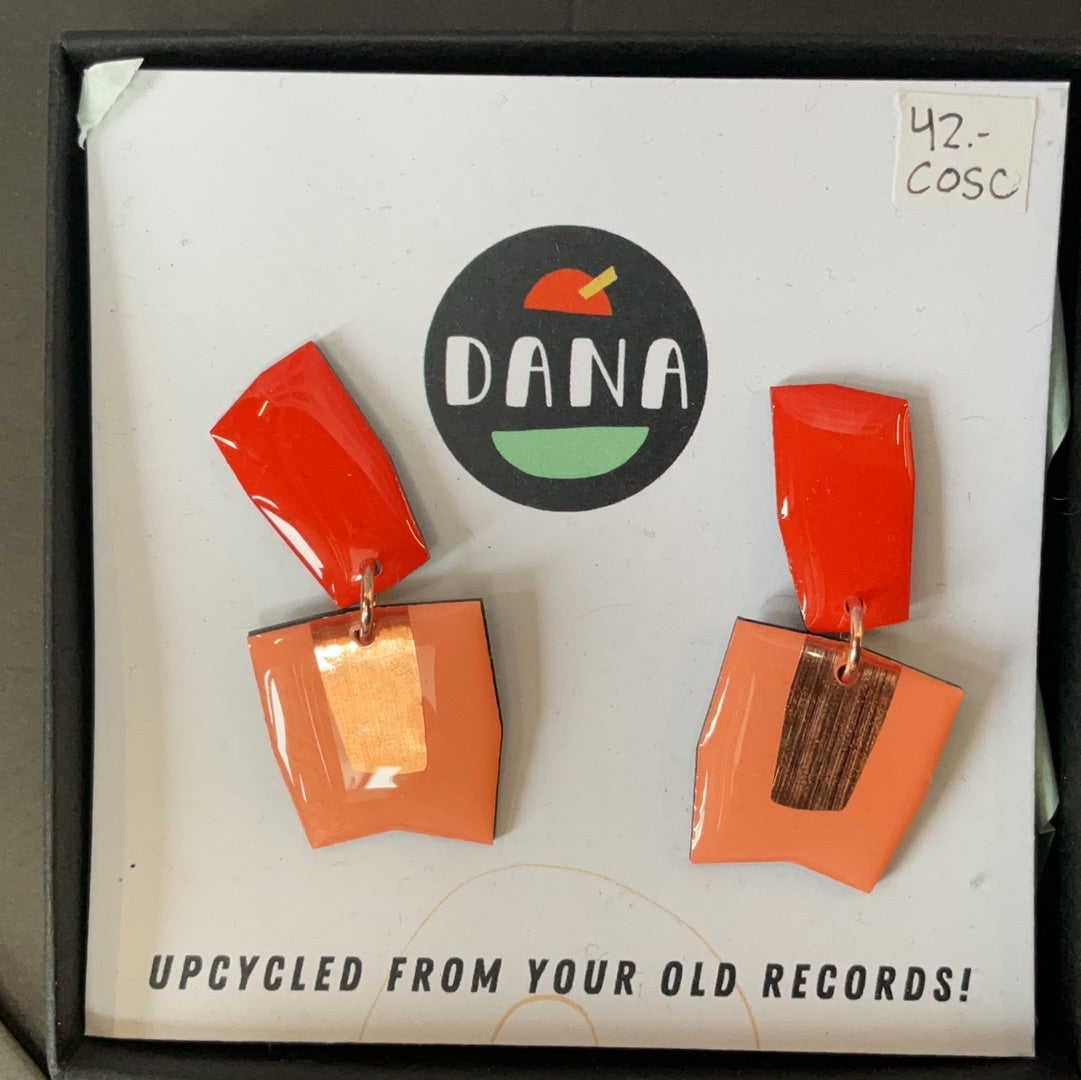 42.-
COSC
DANA
UPCYCLED FROM YOUR OLD RECORDS!